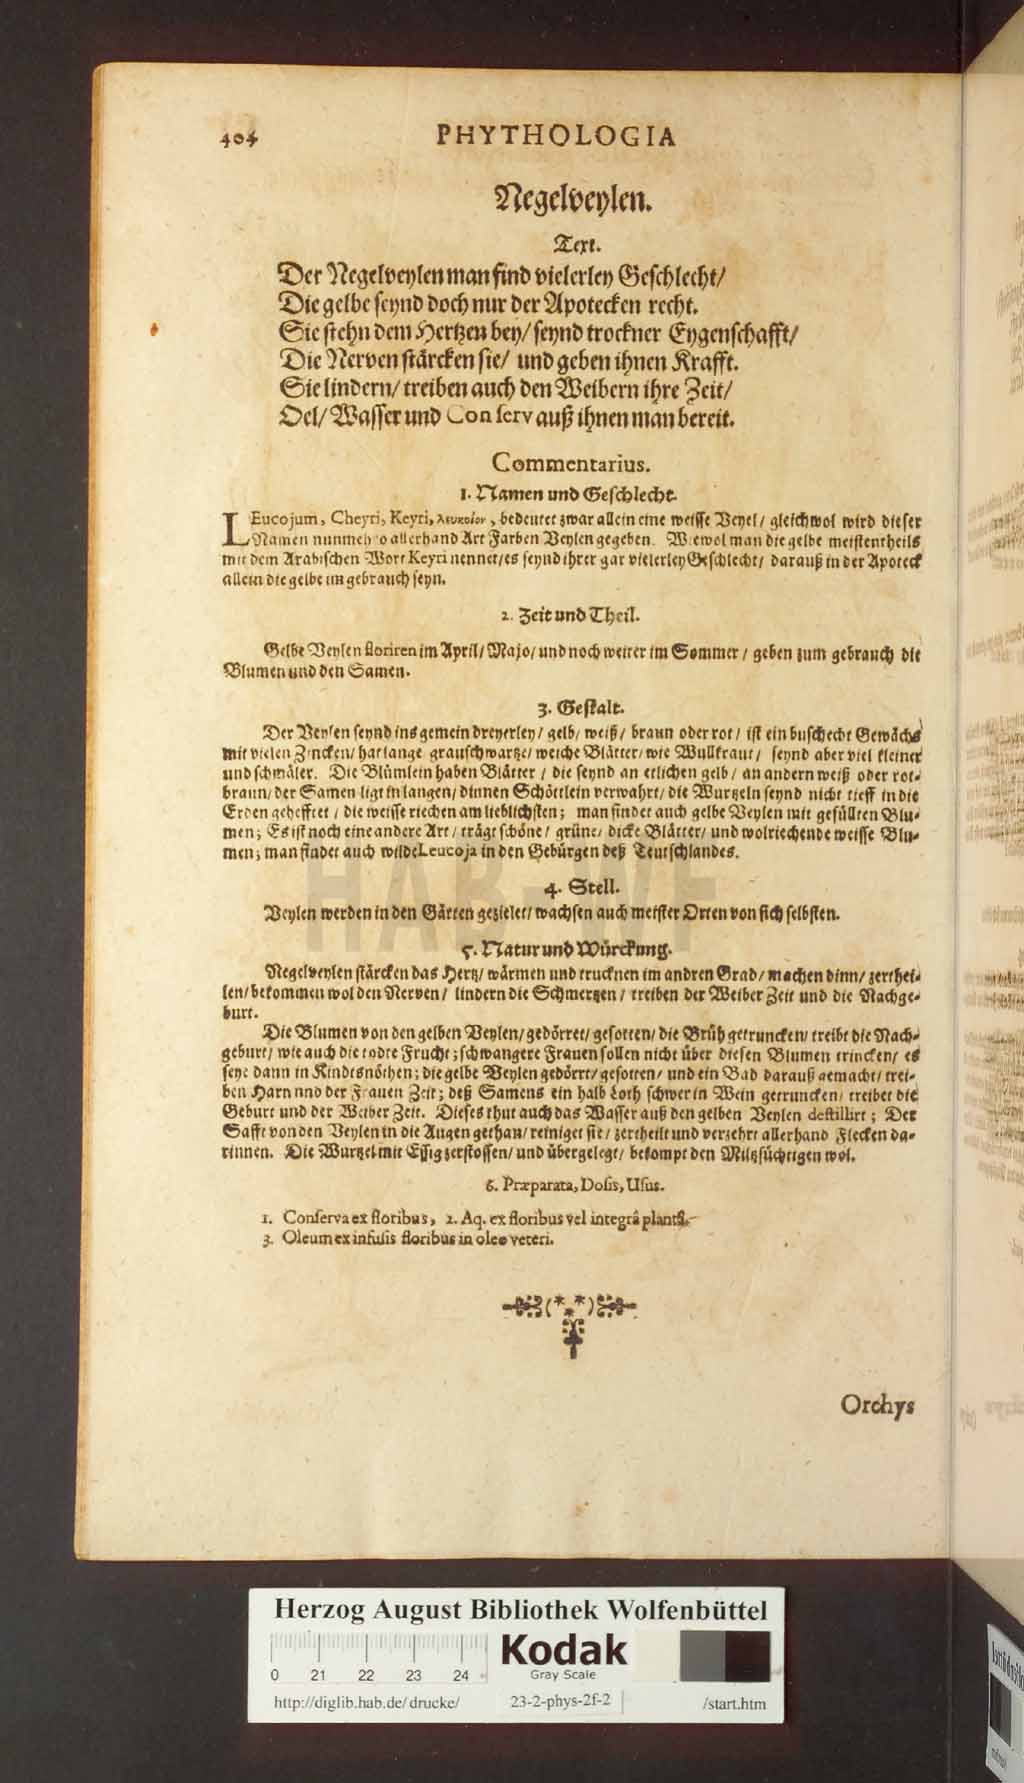 404 PHYTHOLOGIA
Negelveylen.
Text.
Der Negelveylen man find vielerley Geschlecht/
Die gelbe seynd doch nur der Apotecken recht.
Sie stehn dem Hertzen bey/ seynd trockner Eygenschafft/
Die Nerven stärcken sie/ und geben ihnen Krafft.
Sie lindern/ treiben auch den Weibern ihre Zeit/
Oel/ Wasser und Conserv auß ihnen man bereit.
Commentarius.
1. Namen und Geschlecht.
LEucojum, Cheyri, Keyri, λευκοίον, bedeutet zwar allein eine weisse Veyel/ gleichwol wird dieser
Namen nunmehro allerhand Art Farben Veylen gegeben. Wiewol man die gelbe meistentheils
mit dem Arabischen Wort Keyri nennet/ es seynd ihrer gar vielerley Geschlecht/ darauß in der Apoteck
allein die gelbe im gebrauch seyn.
2. Zeit und Theil.
Gelbe Veylen floriren im April/ Majo/ und noch weiter im Sommer/ geben zum gebrauch die
Blumen und den Samen.
3. Gestalt.
Der Veylen seynd ins gemein dreyerley/ gelb/ weiß/ braun oder rot/ ist ein buschecht Gewächs
mit vielen Zincken/ hat lange grauschwartze/ weiche Blätter/ wie Wullkraut/ seynd aber viel kleiner
und schmäler. Die Blümlein haben Blätter/ die seynd an etlichen gelb/ an andern weiß oder rot-
braun/ der Samen ligt in langen/ dinnen Schöttlein verwahrt/ die Wurtzeln seynd nicht tieff in die
Erden gehefftet/ die weisse riechen am lieblichsten; man findet auch gelbe Veylen mit gefüllten Blu-
men; Es ist noch eine andere Art/ trägt schöne/ grüne/ dicke Blätter/ und wolriechende weisse Blu-
men; man findet auch wilde Leucoja in den Gebürgen deß Teutschlandes.
4. Stell.
Veylen werden in den Gärten gezielet/ wachsen auch meister Orten von sich selbsten.
5. Natur und Würckung.
Negelveylen stärcken das Hertz/ wärmen und trucknen im andren Grad/ machen dinn/ zerthei-
len/ bekommen wol den Nerven/ lindern die Schmertzen/ treiben der Weiber Zeit und die Nachge-
burt.
Die Blumen von den gelben Veylen/ gedörret/ gesotten/ die Brüh getruncken/ treibt die Nach-
geburt/ wie auch die todte Frucht; schwangere Frauen sollen nicht über diesen Blumen trincken/ es
seye dann in Kindtsnöthen; die gelbe Veylen gedörrt/ gesotten/ und ein Bad darauß gemacht/ trei-
ben Harn und der Frauen Zeit; deß Samens ein halb Loth schwer in Wein getruncken/ treibet die
Geburt und der Weiber Zeit. Dieses thut auch das Wasser auß den gelben Veylen destillirt; Der
Safft von den Veylen in die Augen gethan/ reiniget sie/ zertheilt und verzehrt allerhand Flecken da-
rinnen. Die Wurtzel mit Essig zerstossen/ und übergelegt/ bekompt den Miltzsüchtigen wol.
6. Præparata, Dosis, Usus.
1. Conserva ex floribus, 2. Aq. ex floribus vel integrâ plantâ.
3. Oleum ex infusis floribus in oleo veteri.
Orchys
HAB-WF
Herzog August Bibliothek Wolfenbüttel
0 21 22 23 24
Kodak
Gray Scale
http://diglib.hab.de/drucke/ 23-2-phys-2f-2 /start.htm